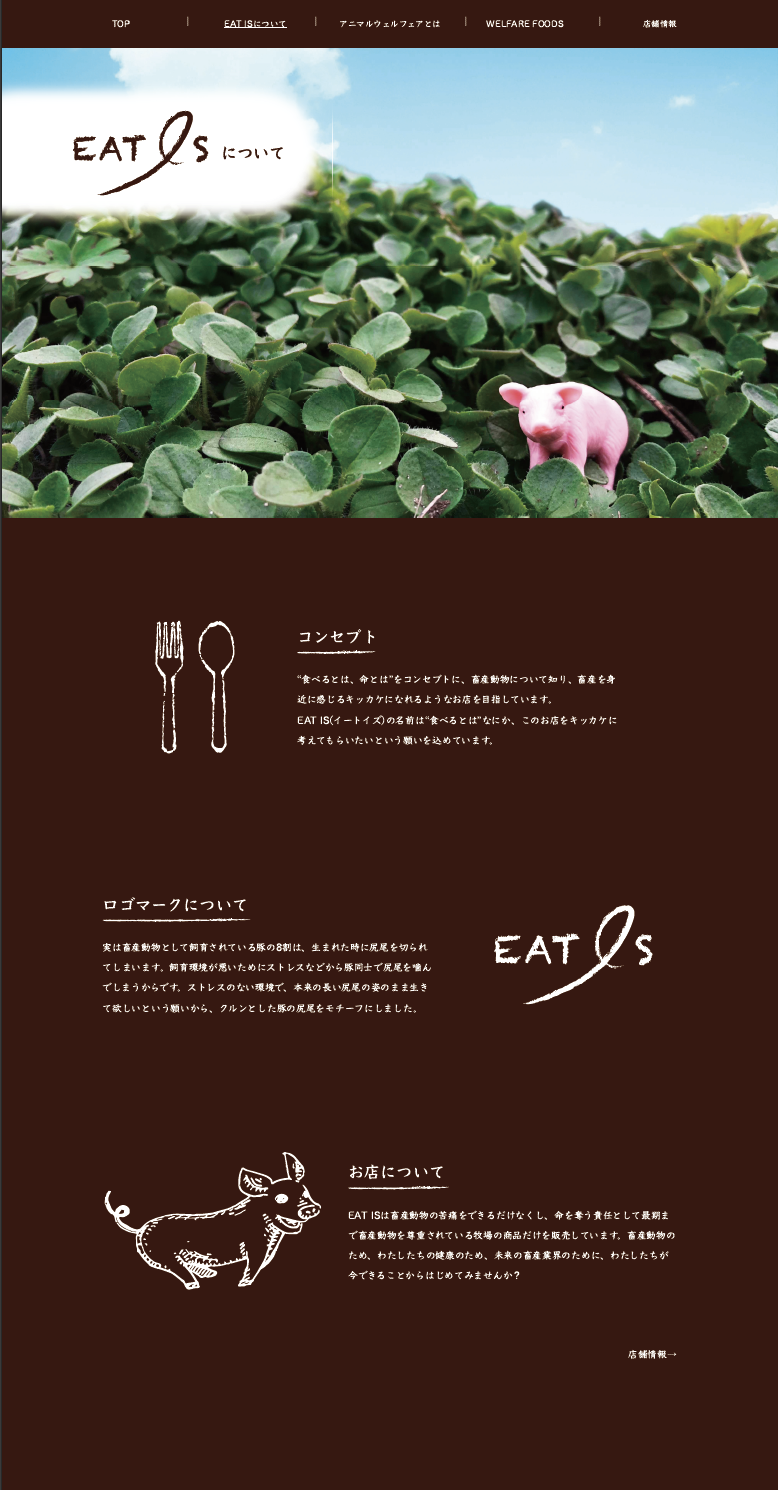 TOP | EAT ISについて | アニマルウェルフェアとは | WELFARE FOODS | 店舗情報
EAT IS について
コンセプト
“食べるとは、命とは”をコンセプトに、畜産動物について知り、畜産を身
近に感じるキッカケになれるようなお店を目指しています。
EAT IS(イートイズ)の名前は“食べるとは”なにか、このお店をキッカケに
考えてもらいたいという願いを込めています。
ロゴマークについて
実は畜産動物として飼育されている豚の8割は、生まれた時に尻尾を切られ
てしまいます。飼育環境が悪いためにストレスなどから豚同士で尻尾を噛ん
でしまうからです。ストレスのない環境で、本来の長い尻尾の姿のまま生き
て欲しいという願いから、クルンとした豚の尻尾をモチーフにしました。
EAT IS
お店について
EAT ISは畜産動物の苦痛をできるだけなくし、命を奪う責任として最期ま
で畜産動物を尊重されている牧場の商品だけを販売しています。畜産動物の
ため、わたしたちの健康のため、未来の畜産業界のために、わたしたちが
今できることからはじめてみませんか？
店舗情報→